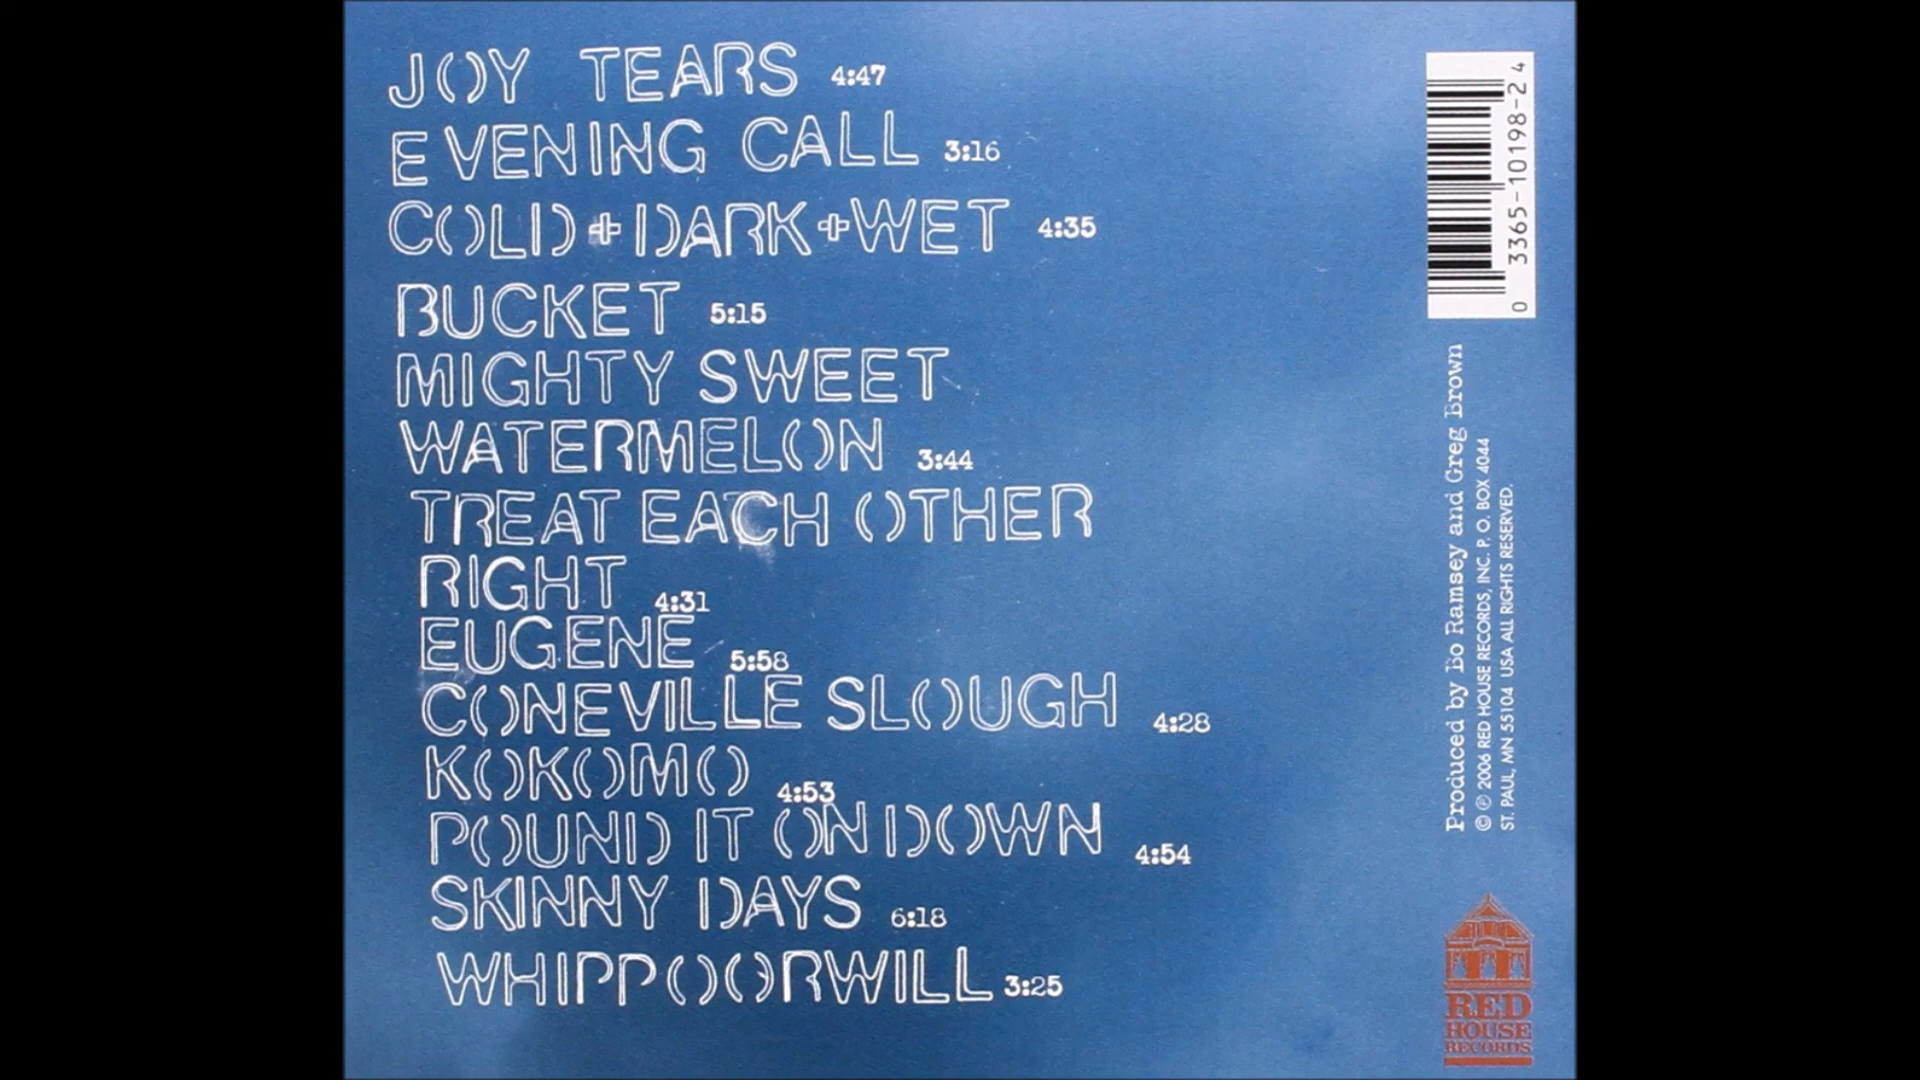 JOY TEARS 4:47
EVENING CALL 3:16
COLD + DARK + WET 4:35
BUCKET 5:15
MIGHTY SWEET
WATERMELON 3:44
TREAT EACH OTHER
RIGHT 4:31
EUGENE 5:58
CONEVILLE SLOUGH 4:28
KOKOMO 4:53
POUND IT ON DOWN 4:54
SKINNY DAYS 6:18
WHIPPOORWILL 3:25
0 3365-10198-2 4
Produced by Bo Ramsey and Greg Brown
© ℗ 2006 RED HOUSE RECORDS, INC. P. O. BOX 4044
ST. PAUL, MN 55104 USA ALL RIGHTS RESERVED.
RED
HOUSE
RECORDS